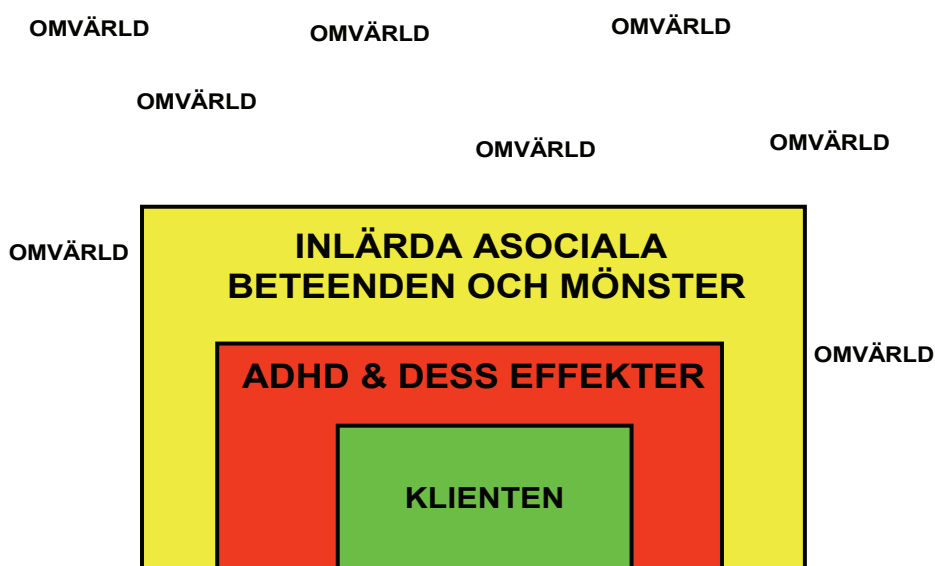 OMVÄRLD
OMVÄRLD
OMVÄRLD
OMVÄRLD
OMVÄRLD
OMVÄRLD
OMVÄRLD
INLÄRDA ASOCIALA
BETEENDEN OCH MÖNSTER
OMVÄRLD
ADHD & DESS EFFEKTER
KLIENTEN